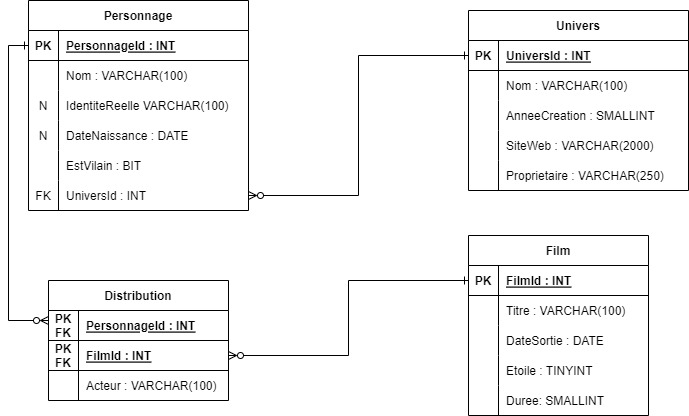 Personnage
PK PersonnageId : INT
Nom : VARCHAR(100)
N IdentiteReelle VARCHAR(100)
N DateNaissance : DATE
EstVilain : BIT
FK UniversId : INT
Univers
PK UniversId : INT
Nom : VARCHAR(100)
AnneeCreation : SMALLINT
SiteWeb : VARCHAR(2000)
Proprietaire : VARCHAR(250)
Distribution
PK
FK PersonnageId : INT
PK
FK FilmId : INT
Acteur : VARCHAR(100)
Film
PK FilmId : INT
Titre : VARCHAR(100)
DateSortie : DATE
Etoile : TINYINT
Duree: SMALLINT